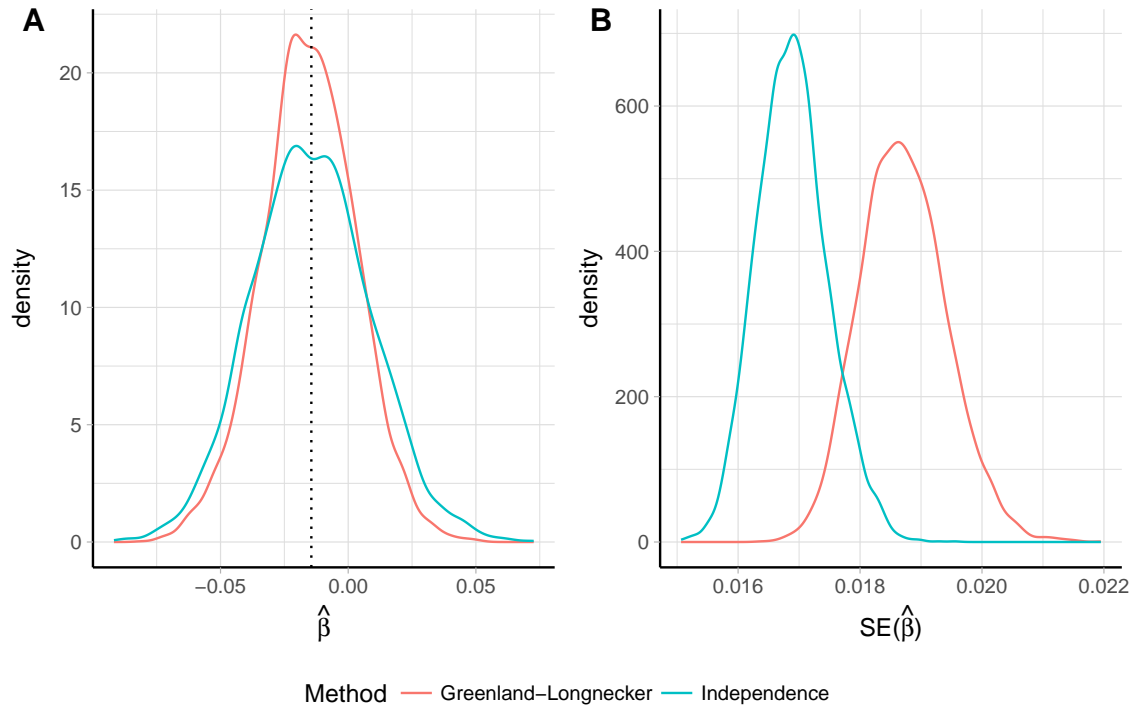 A
density
20
15
10
5
0
−0.05
0.00
0.05
β̂
B
density
600
400
200
0
0.016
0.018
0.020
0.022
SE(β̂)
Method Greenland−Longnecker Independence